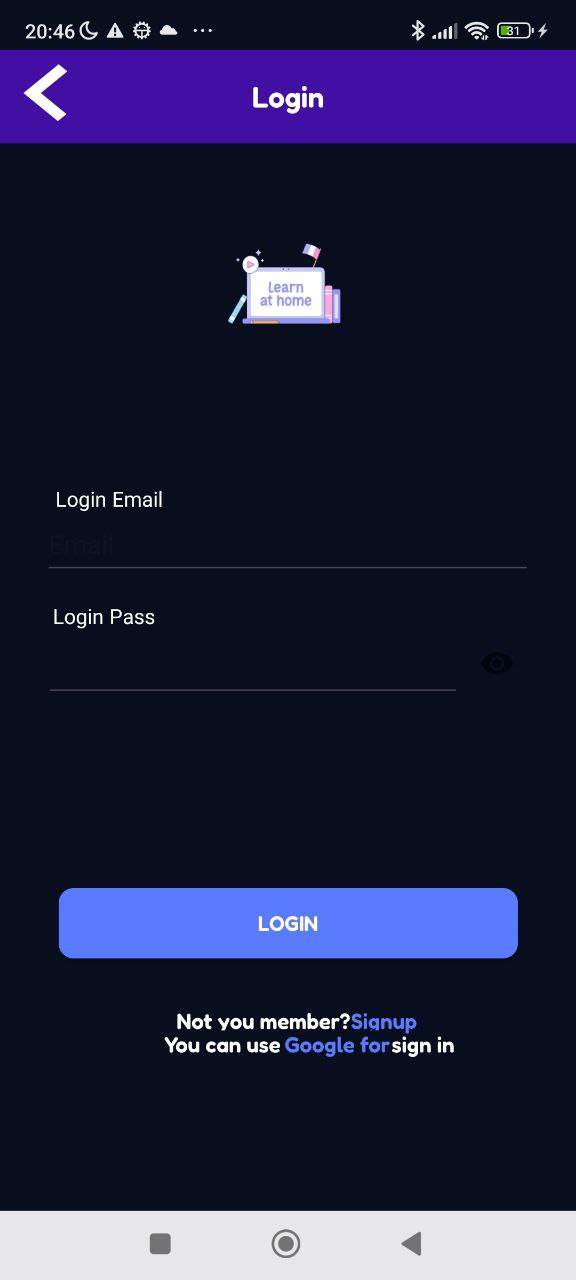 20:46
31
Login
Learn
at home
Login Email
Email
Login Pass
LOGIN
Not you member?Signup
You can use Google forsign in